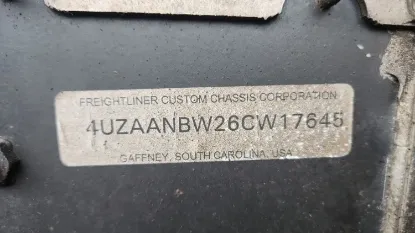 FREIGHTLINER CUSTOM CHASSIS CORPORATION
4UZAANBW26CW17645
GAFFNEY, SOUTH CAROLINA, USA